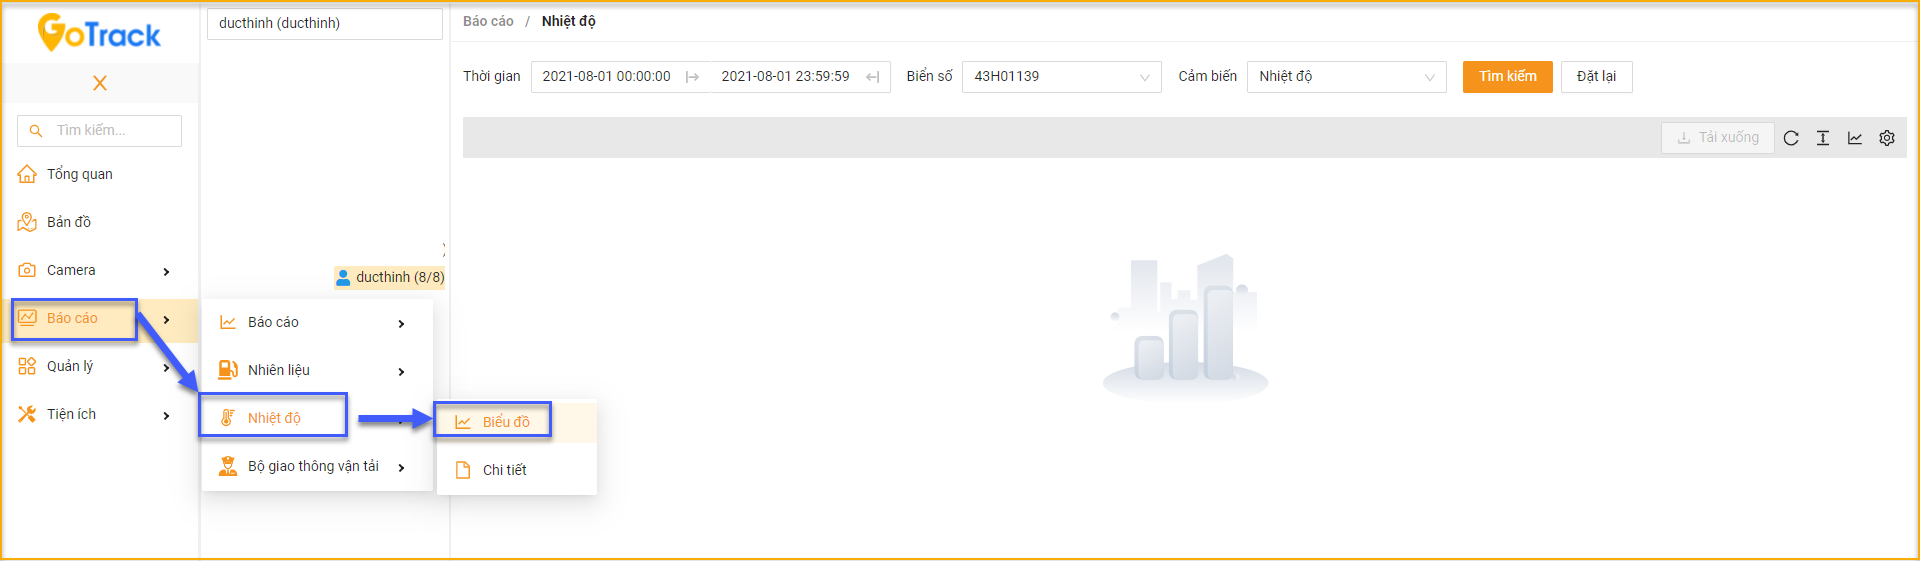 GoTrack
X
Tìm kiếm...
Tổng quan
Bản đồ
Camera
Báo cáo
Quản lý
Tiện ích
ducthinh (ducthinh)
)
ducthinh (8/8)
Báo cáo
Nhiên liệu
Nhiệt độ
Bộ giao thông vận tải
Biểu đồ
Chi tiết
Báo cáo / Nhiệt độ
Thời gian 2021-08-01 00:00:00 2021-08-01 23:59:59 Biển số 43H01139 Cảm biến Nhiệt độ Tìm kiếm Đặt lại
Tải xuống